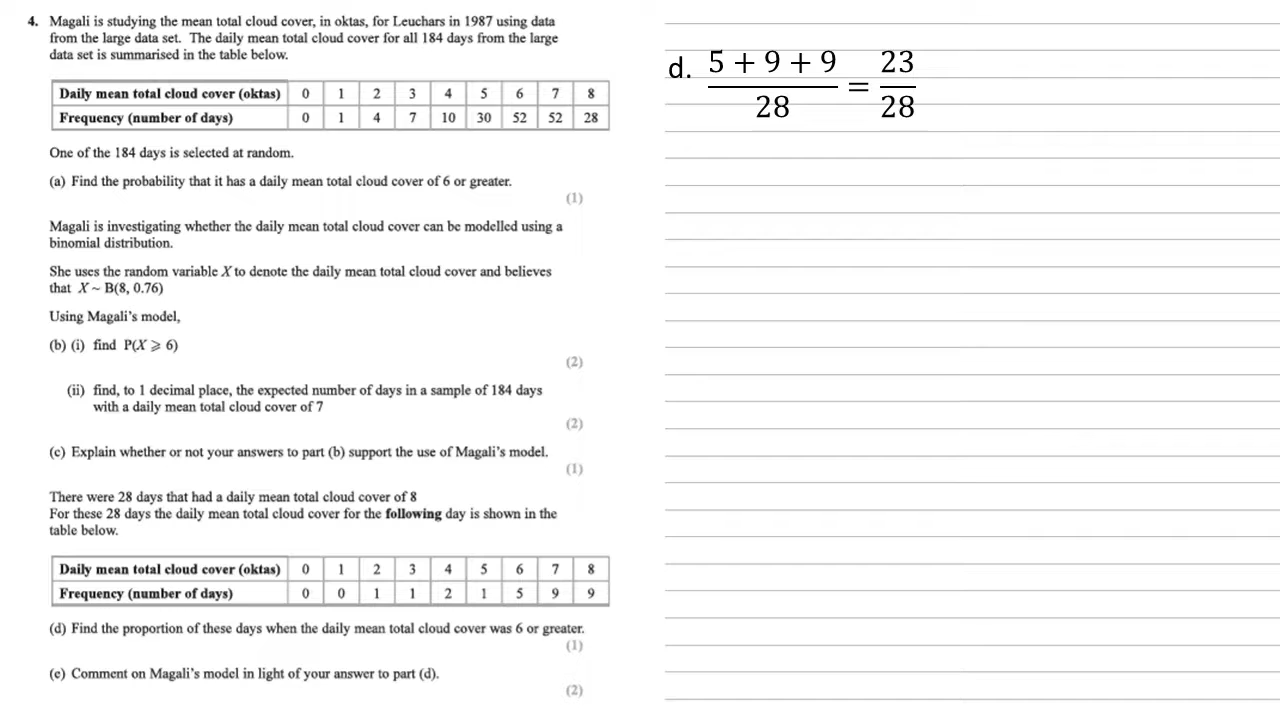 4. Magali is studying the mean total cloud cover, in oktas, for Leuchars in 1987 using data
from the large data set. The daily mean total cloud cover for all 184 days from the large
data set is summarised in the table below.
Daily mean total cloud cover (oktas) 0 1 2 3 4 5 6 7 8
Frequency (number of days) 0 1 4 7 10 30 52 52 28
One of the 184 days is selected at random.
(a) Find the probability that it has a daily mean total cloud cover of 6 or greater.
(1)
Magali is investigating whether the daily mean total cloud cover can be modelled using a
binomial distribution.
She uses the random variable X to denote the daily mean total cloud cover and believes
that X ~ B(8, 0.76)
Using Magali's model,
(b) (i) find P(X ⩾ 6)
(2)
(ii) find, to 1 decimal place, the expected number of days in a sample of 184 days
with a daily mean total cloud cover of 7
(2)
(c) Explain whether or not your answers to part (b) support the use of Magali's model.
(1)
There were 28 days that had a daily mean total cloud cover of 8
For these 28 days the daily mean total cloud cover for the following day is shown in the
table below.
Daily mean total cloud cover (oktas) 0 1 2 3 4 5 6 7 8
Frequency (number of days) 0 0 1 1 2 1 5 9 9
(d) Find the proportion of these days when the daily mean total cloud cover was 6 or greater.
(1)
(e) Comment on Magali's model in light of your answer to part (d).
(2)
d. 5 + 9 + 9 / 28 = 23 / 28